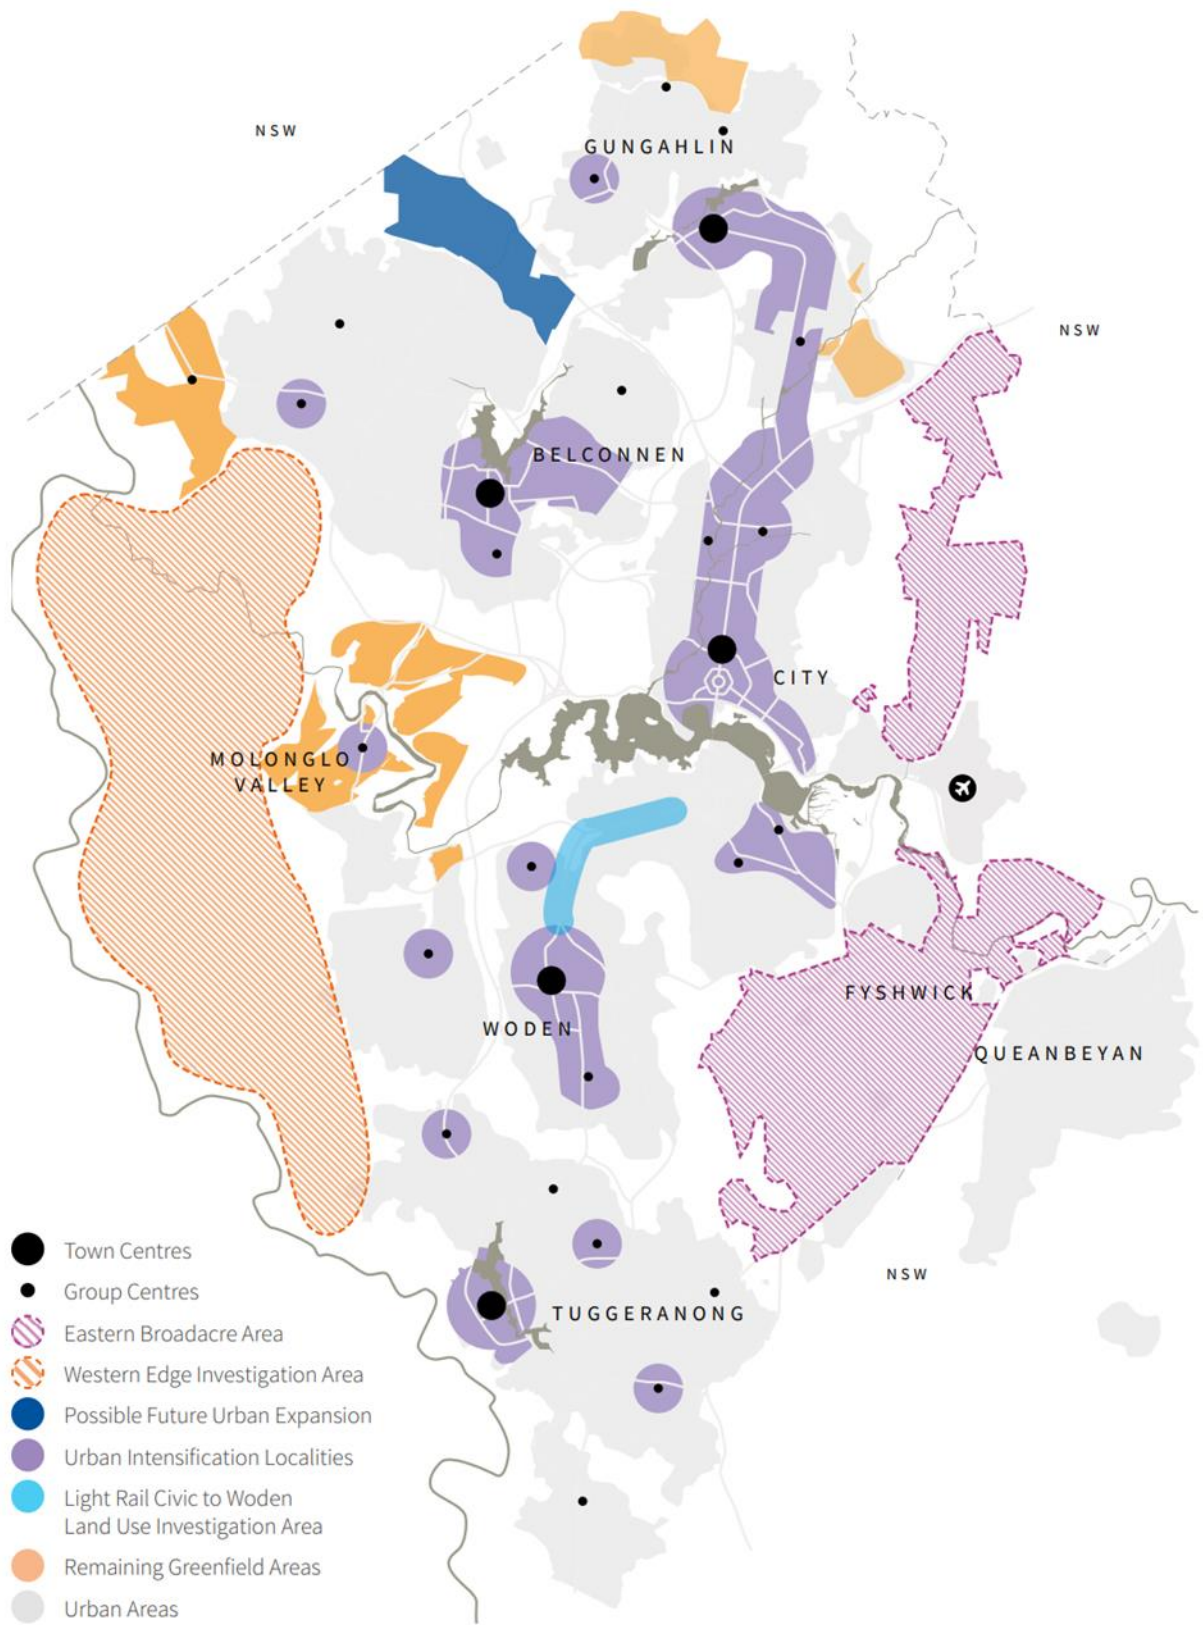 NSW
GUNGAHLIN
NSW
BELCONNEN
CITY
MOLONGLO
VALLEY
FYSHWICK
WODEN
QUEANBEYAN
NSW
TUGGERANONG
Town Centres
Group Centres
Eastern Broadacre Area
Western Edge Investigation Area
Possible Future Urban Expansion
Urban Intensification Localities
Light Rail Civic to Woden
Land Use Investigation Area
Remaining Greenfield Areas
Urban Areas